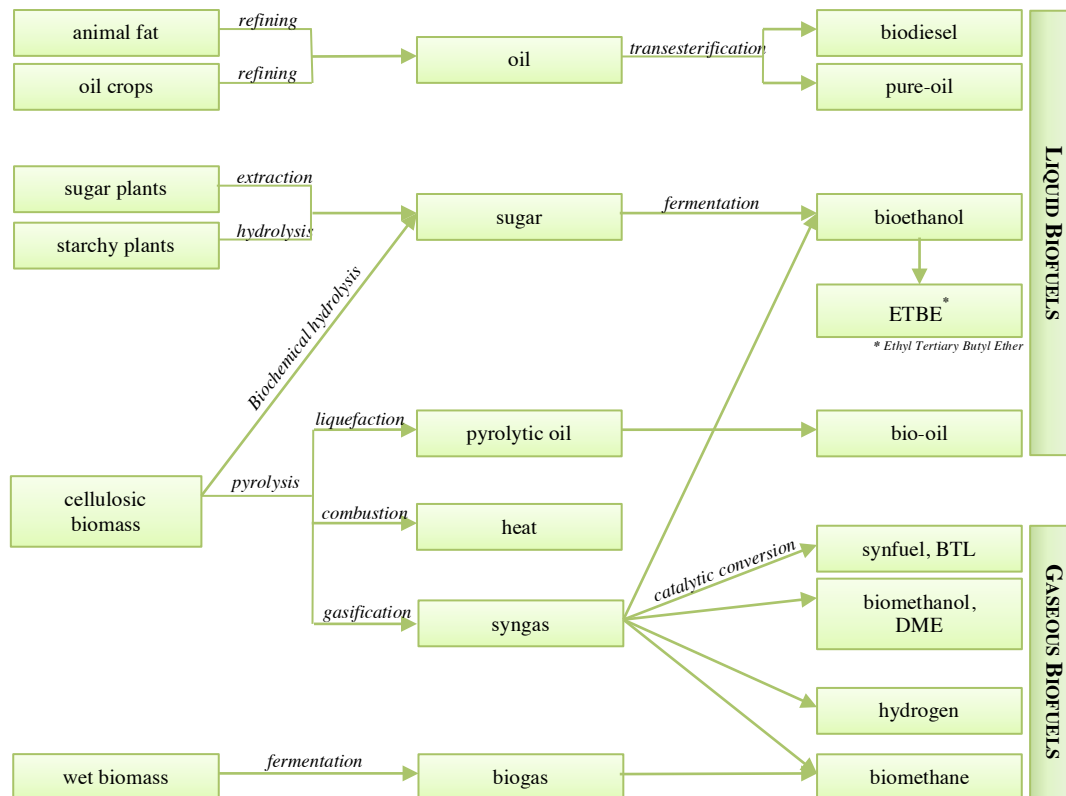 animal fat
refining
oil crops
refining
oil
transesterification
biodiesel
pure-oil
sugar plants
extraction
starchy plants
hydrolysis
sugar
fermentation
bioethanol
ETBE*
* Ethyl Tertiary Butyl Ether
Biochemical hydrolysis
cellulosic
biomass
pyrolysis
liquefaction
pyrolytic oil
bio-oil
combustion
heat
gasification
syngas
catalytic conversion
synfuel, BTL
biomethanol,
DME
hydrogen
wet biomass
fermentation
biogas
biomethane
LIQUID BIOFUELS
GASEOUS BIOFUELS